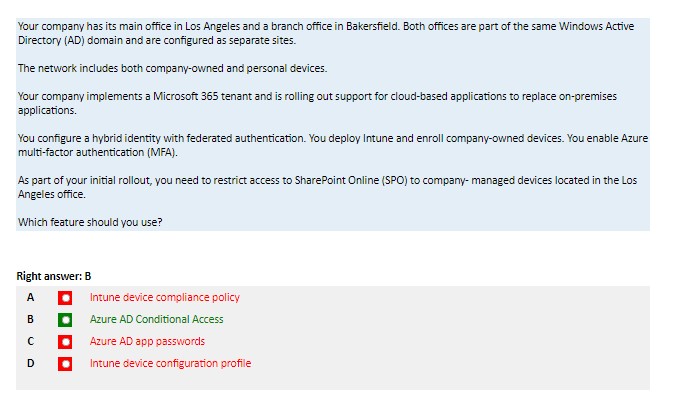 Your company has its main office in Los Angeles and a branch office in Bakersfield. Both offices are part of the same Windows Active
Directory (AD) domain and are configured as separate sites.
The network includes both company-owned and personal devices.
Your company implements a Microsoft 365 tenant and is rolling out support for cloud-based applications to replace on-premises
applications.
You configure a hybrid identity with federated authentication. You deploy Intune and enroll company-owned devices. You enable Azure
multi-factor authentication (MFA).
As part of your initial rollout, you need to restrict access to SharePoint Online (SPO) to company- managed devices located in the Los
Angeles office.
Which feature should you use?
Right answer: B
A Intune device compliance policy
B Azure AD Conditional Access
C Azure AD app passwords
D Intune device configuration profile